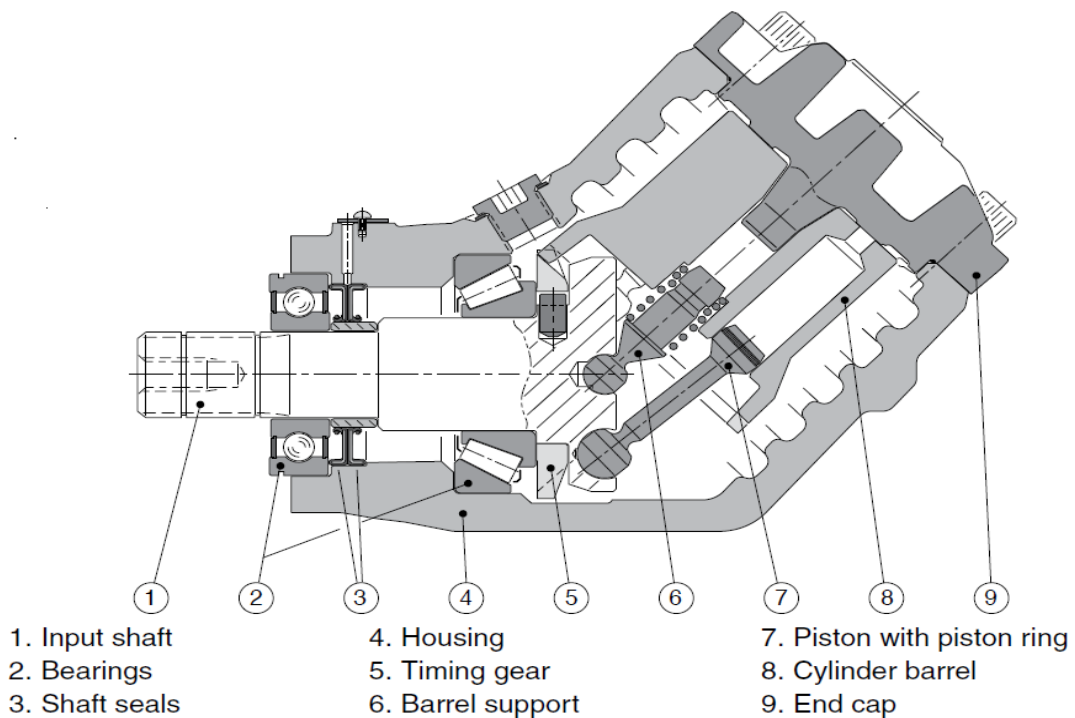 1 2 3 4 5 6 7 8 9
1. Input shaft 4. Housing 7. Piston with piston ring
2. Bearings 5. Timing gear 8. Cylinder barrel
3. Shaft seals 6. Barrel support 9. End cap